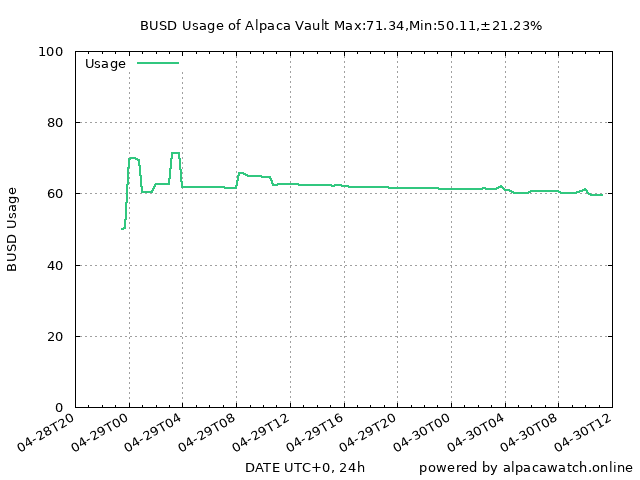 BUSD Usage of Alpaca Vault Max:71.34,Min:50.11,±21.23%
Usage
100
80
60
40
20
0
BUSD Usage
04-28T20
04-29T00
04-29T04
04-29T08
04-29T12
04-29T16
04-29T20
04-30T00
04-30T04
04-30T08
04-30T12
DATE UTC+0, 24h
powered by alpacawatch.online